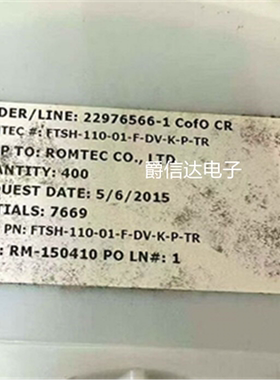 DER/LINE: 22976566-1 CofO CR
TEC #: FTSH-110-01-F-DV-K-P-TR
P TO: ROMTEC CO., LTD
爵信达电子
ANTITY: 400
QUEST DATE: 5/6/2015
TIALS: 7669
PN: FTSH-110-01-F-DV-K-P-TR
: RM-150410 PO LN#: 1